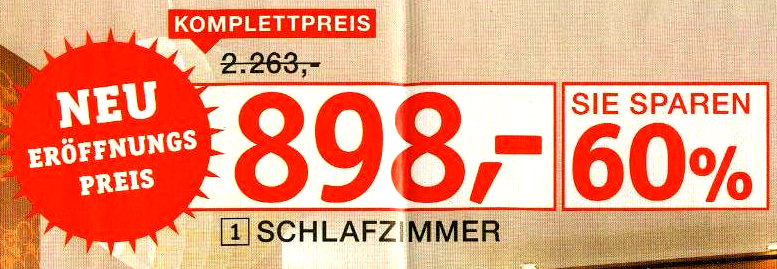 KOMPLETTPREIS
2.263,-
NEU
ERÖFFNUNGS
PREIS
898,-
SIE SPAREN
60%
1 SCHLAFZIMMER